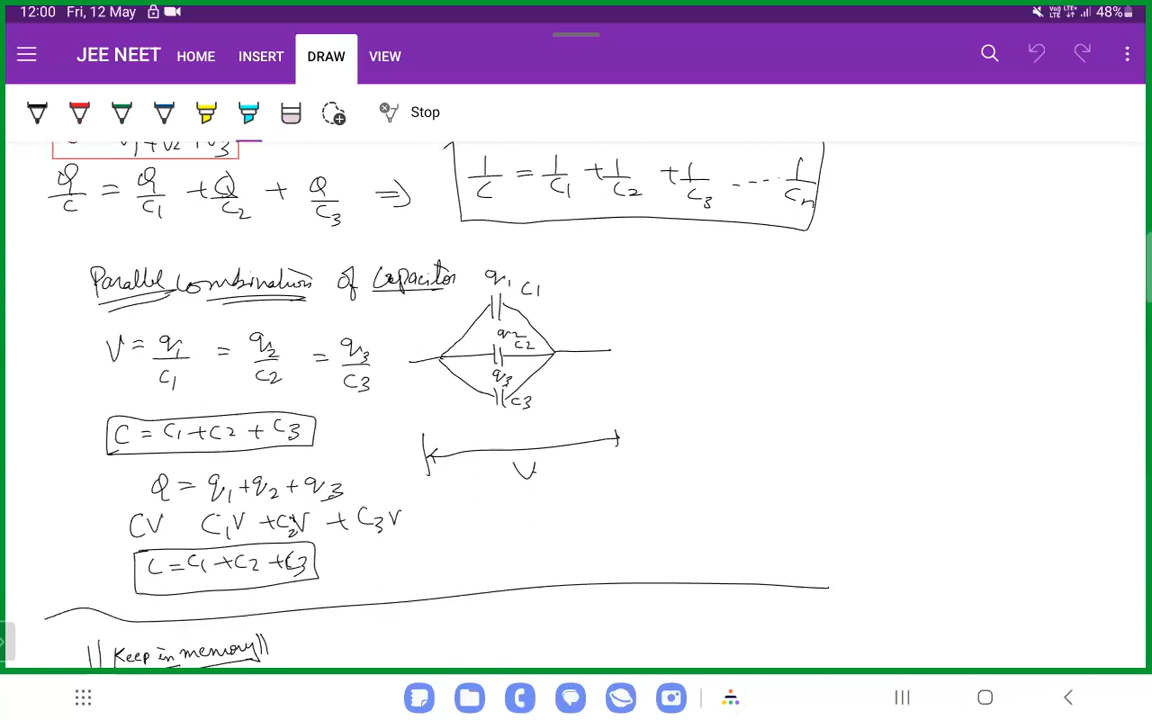 12:00 Fri, 12 May 48%
JEE NEET HOME INSERT DRAW VIEW
Stop
V1 + V2 + V3
Q/C = Q/C1 + Q/C2 + Q/C3 ⇒ 1/C = 1/C1 + 1/C2 + 1/C3 ---- 1/Cn
Parallel combination of capacitor
q1 C1
V = q1/C1 = q2/C2 = q3/C3
q2 C2
q3 C3
C = C1 + C2 + C3
V
Q = q1 + q2 + q3
CV C1V + C2V + C3V
C = C1 + C2 + C3
|| Keep in memory ||